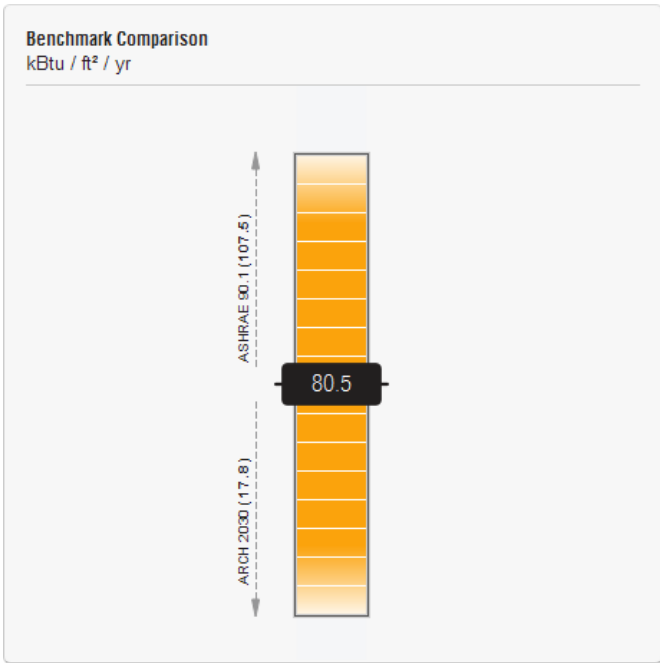 Benchmark Comparison
kBtu / ft² / yr
ASHRAE 90.1 (107.5)
80.5
ARCH 2030 (17.8)